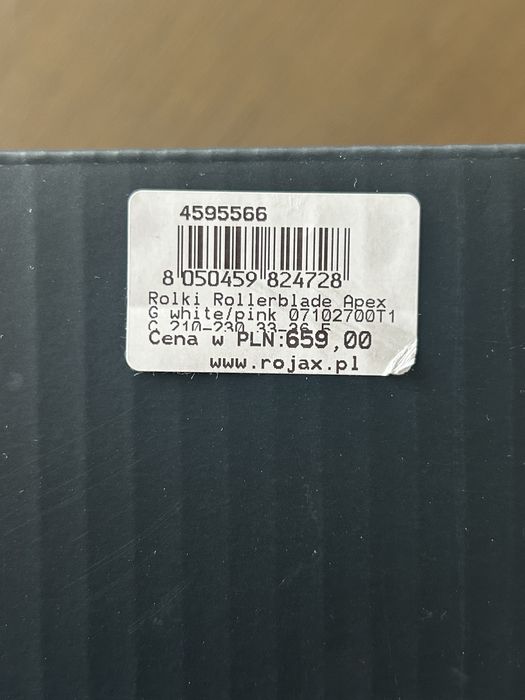 4595566
8 050459 824728
Rolki Rollerblade Apex
G white/pink 07102700T1
C 210-230 33-36,5
Cena w PLN:659,00
www.rojax.pl